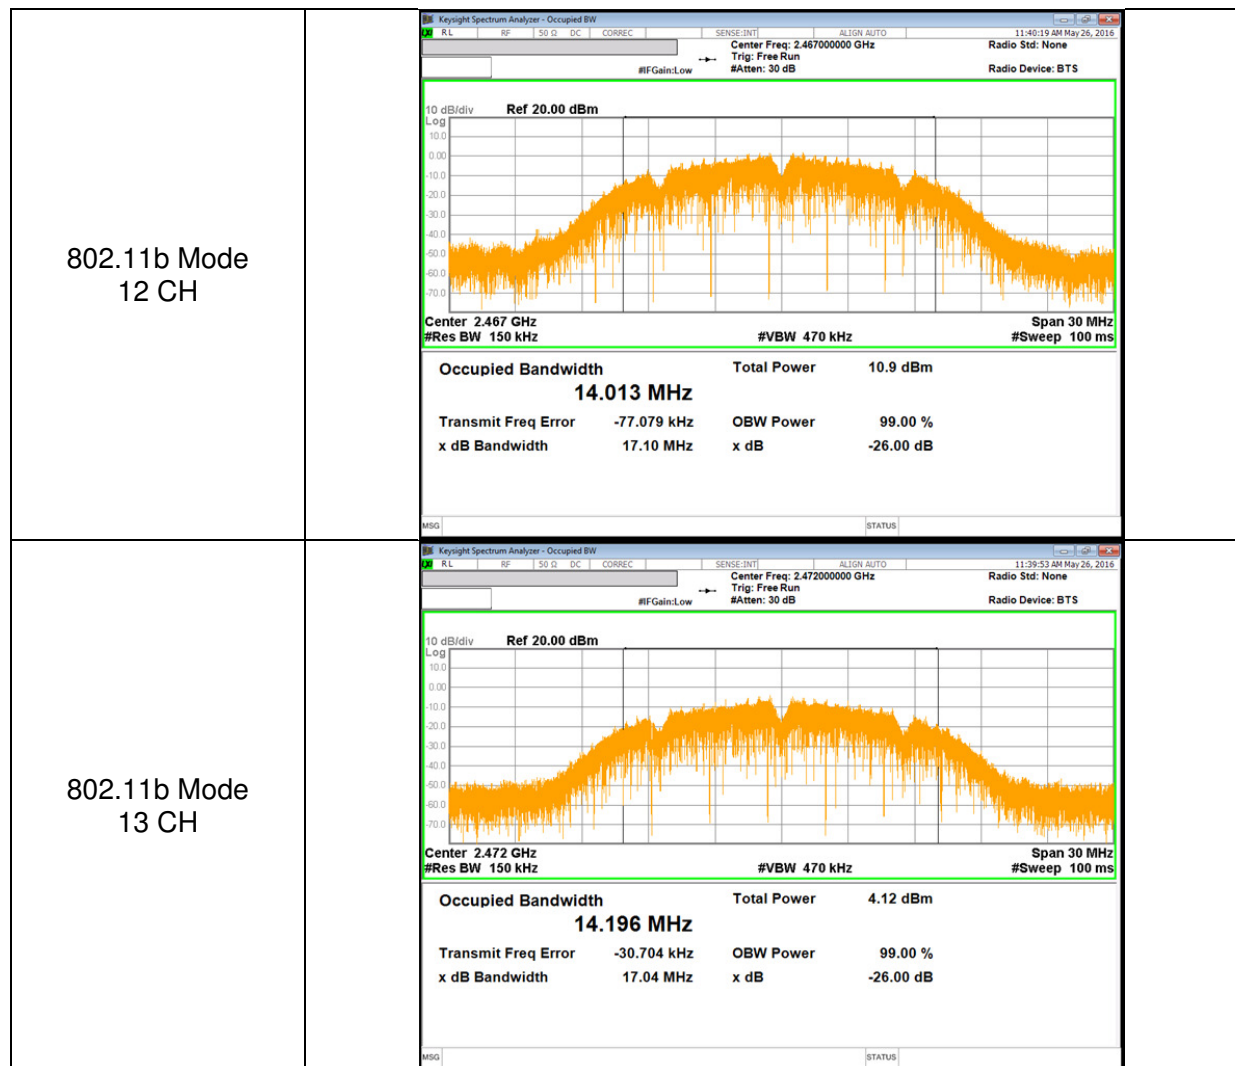 802.11b Mode
12 CH
Keysight Spectrum Analyzer - Occupied BW
RL RF 50 Ω DC CORREC SENSE:INT ALIGN AUTO 11:40:19 AM May 26, 2016
Center Freq: 2.467000000 GHz Radio Std: None
Trig: Free Run
#IFGain:Low #Atten: 30 dB Radio Device: BTS
10 dB/div Ref 20.00 dBm
Log
10.0
0.00
-10.0
-20.0
-30.0
-40.0
-50.0
-60.0
-70.0
Center 2.467 GHz Span 30 MHz
#Res BW 150 kHz #VBW 470 kHz #Sweep 100 ms
Occupied Bandwidth Total Power 10.9 dBm
14.013 MHz
Transmit Freq Error -77.079 kHz OBW Power 99.00 %
x dB Bandwidth 17.10 MHz x dB -26.00 dB
MSG STATUS
802.11b Mode
13 CH
Keysight Spectrum Analyzer - Occupied BW
RL RF 50 Ω DC CORREC SENSE:INT ALIGN AUTO 11:39:53 AM May 26, 2016
Center Freq: 2.472000000 GHz Radio Std: None
Trig: Free Run
#IFGain:Low #Atten: 30 dB Radio Device: BTS
10 dB/div Ref 20.00 dBm
Log
10.0
0.00
-10.0
-20.0
-30.0
-40.0
-50.0
-60.0
-70.0
Center 2.472 GHz Span 30 MHz
#Res BW 150 kHz #VBW 470 kHz #Sweep 100 ms
Occupied Bandwidth Total Power 4.12 dBm
14.196 MHz
Transmit Freq Error -30.704 kHz OBW Power 99.00 %
x dB Bandwidth 17.04 MHz x dB -26.00 dB
MSG STATUS